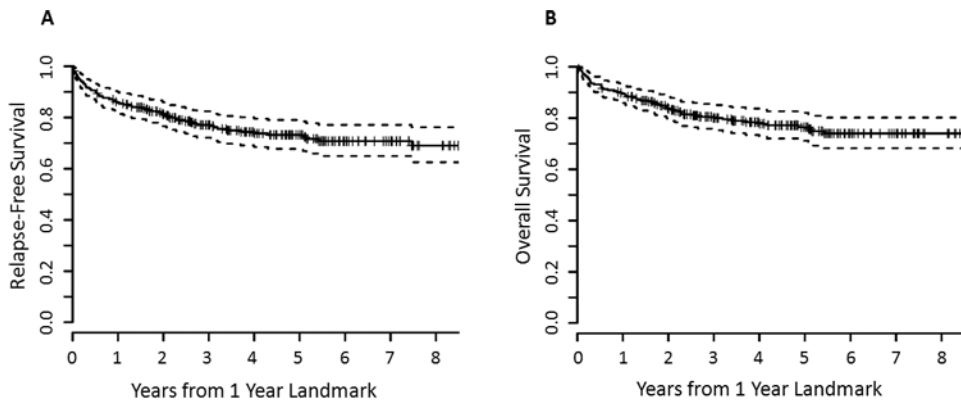 A
Relapse-Free Survival
1.0
0.8
0.6
0.4
0.2
0.0
0 1 2 3 4 5 6 7 8
Years from 1 Year Landmark
B
Overall Survival
1.0
0.8
0.6
0.4
0.2
0.0
0 1 2 3 4 5 6 7 8
Years from 1 Year Landmark